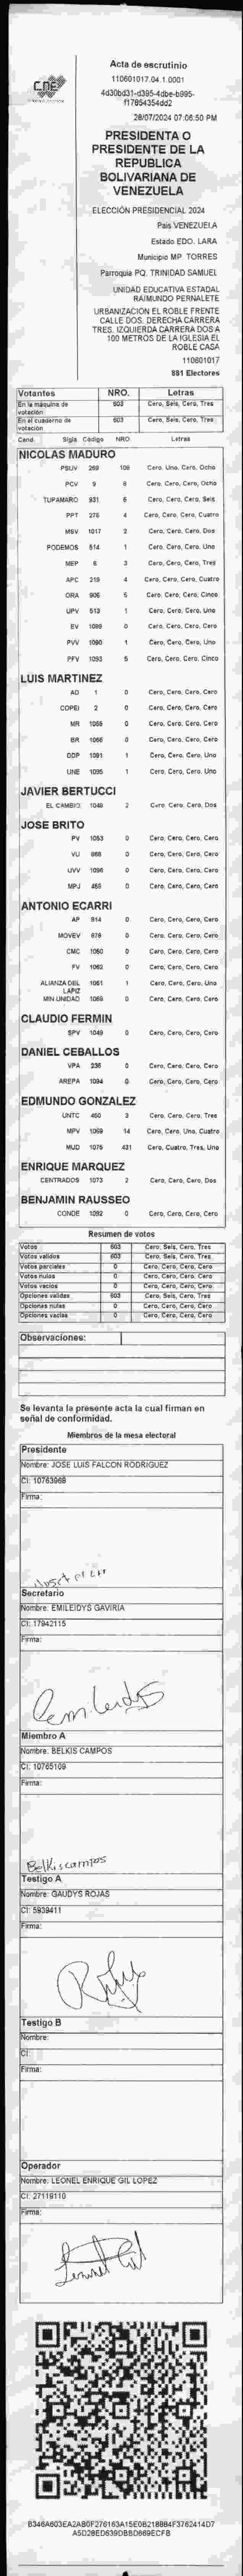 CNE
Acta de escrutinio
110601017.04.1.0001
4d30bd31-d395-4dbe-b995-
f17854354dd2
28/07/2024 07:06:50 PM
PRESIDENTA O
PRESIDENTE DE LA
REPUBLICA
BOLIVARIANA DE
VENEZUELA
ELECCIÓN PRESIDENCIAL 2024
País VENEZUELA
Estado EDO. LARA
Municipio MP. TORRES
Parroquia PQ. TRINIDAD SAMUEL
UNIDAD EDUCATIVA ESTADAL
RAIMUNDO PERNALETE
URBANIZACIÓN EL ROBLE FRENTE
CALLE DOS. DERECHA CARRERA
TRES. IZQUIERDA CARRERA DOS A
100 METROS DE LA IGLESIA EL
ROBLE CASA
110601017
881 Electores
Votantes NRO. Letras
En la máquina de votación: 603 Cero, Seis, Cero, Tres
En el cuaderno de votación 603 Cero, Seis, Cero, Tres
Cand. Sigla Código NRO Letras
NICOLAS MADURO
PSUV 269 108 Cero, Uno, Cero, Ocho
PCV 9 8 Cero, Cero, Cero, Ocho
TUPAMARO 931 6 Cero, Cero, Cero, Seis
PPT 276 4 Cero, Cero, Cero, Cuatro
MSV 1017 2 Cero, Cero, Cero, Dos
PODEMOS 514 1 Cero, Cero, Cero, Uno
MEP 6 3 Cero, Cero, Cero, Tres
APC 219 4 Cero, Cero, Cero, Cuatro
ORA 906 5 Cero, Cero, Cero, Cinco
UPV 513 1 Cero, Cero, Cero, Uno
EV 1089 0 Cero, Cero, Cero, Cero
PVV 1090 1 Cero, Cero, Cero, Uno
PFV 1093 5 Cero, Cero, Cero, Cinco
LUIS MARTINEZ
AD 1 0 Cero, Cero, Cero, Cero
COPEI 2 0 Cero, Cero, Cero, Cero
MR 1055 0 Cero, Cero, Cero, Cero
BR 1066 0 Cero, Cero, Cero, Cero
DDP 1091 1 Cero, Cero, Cero, Uno
UNE 1095 1 Cero, Cero, Cero, Uno
JAVIER BERTUCCI
EL CAMBIO 1048 2 Cero, Cero, Cero, Dos
JOSE BRITO
PV 1053 0 Cero, Cero, Cero, Cero
VU 868 0 Cero, Cero, Cero, Cero
UVV 1096 0 Cero, Cero, Cero, Cero
MPJ 455 0 Cero, Cero, Cero, Cero
ANTONIO ECARRI
AP 914 0 Cero, Cero, Cero, Cero
MOVEV 978 0 Cero, Cero, Cero, Cero
CMC 1050 0 Cero, Cero, Cero, Cero
FV 1062 0 Cero, Cero, Cero, Cero
ALIANZA DEL LAPIZ 1061 1 Cero, Cero, Cero, Uno
MIN UNIDAD 1069 0 Cero, Cero, Cero, Cero
CLAUDIO FERMIN
SPV 1049 0 Cero, Cero, Cero, Cero
DANIEL CEBALLOS
VPA 236 0 Cero, Cero, Cero, Cero
AREPA 1094 0 Cero, Cero, Cero, Cero
EDMUNDO GONZALEZ
UNTC 460 3 Cero, Cero, Cero, Tres
MPV 1059 14 Cero, Cero, Uno, Cuatro
MUD 1075 431 Cero, Cuatro, Tres, Uno
ENRIQUE MARQUEZ
CENTRADOS 1073 2 Cero, Cero, Cero, Dos
BENJAMIN RAUSSEO
CONDE 1092 0 Cero, Cero, Cero, Cero
Resumen de votos
Votos 603 Cero, Seis, Cero, Tres
Votos validos 603 Cero, Seis, Cero, Tres
Votos parciales 0 Cero, Cero, Cero, Cero
Votos nulos 0 Cero, Cero, Cero, Cero
Votos vacios 0 Cero, Cero, Cero, Cero
Opciones validas 603 Cero, Seis, Cero, Tres
Opciones nulas 0 Cero, Cero, Cero, Cero
Opciones vacias 0 Cero, Cero, Cero, Cero
Observaciones:
Se levanta la presente acta la cual firman en
señal de conformidad.
Miembros de la mesa electoral
Presidente
Nombre: JOSE LUIS FALCON RODRIGUEZ
CI: 10763968
Firma:
Secretario
Nombre: EMILEIDYS GAVIRIA
CI: 17942115
Firma:
Emileidys
Miembro A
Nombre: BELKIS CAMPOS
CI: 10765109
Firma:
Belkis campos
Testigo A
Nombre: GAUDYS ROJAS
CI: 5939411
Firma:
Testigo B
Nombre:
CI:
Firma:
Operador
Nombre: LEONEL ENRIQUE GIL LOPEZ
CI: 27119110
Firma:
Leonel Gil
B346A603EA2AB0F276163A15E0B218884F3762414D7
A5D28ED639DBBD669ECFB